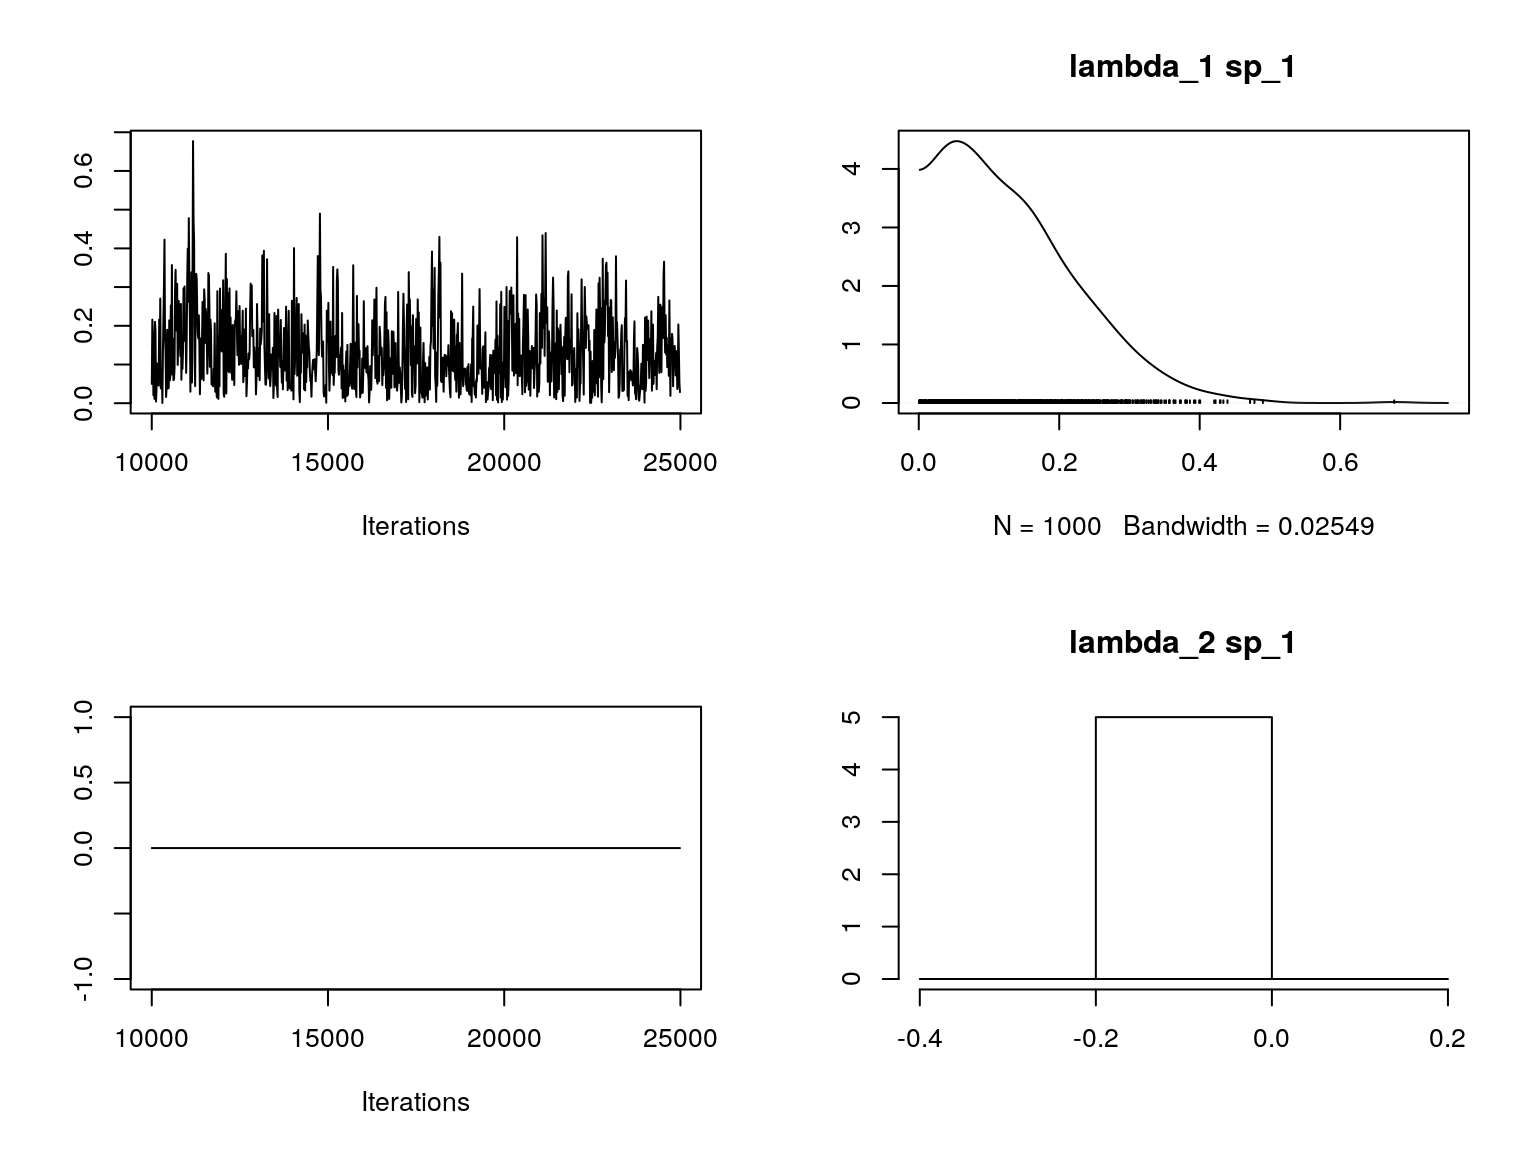 lambda_1 sp_1
0.0 0.2 0.4 0.6
10000 15000 20000 25000
Iterations
0 1 2 3 4
0.0 0.2 0.4 0.6
N = 1000 Bandwidth = 0.02549
lambda_2 sp_1
-1.0 0.0 0.5 1.0
10000 15000 20000 25000
Iterations
0 1 2 3 4 5
-0.4 -0.2 0.0 0.2